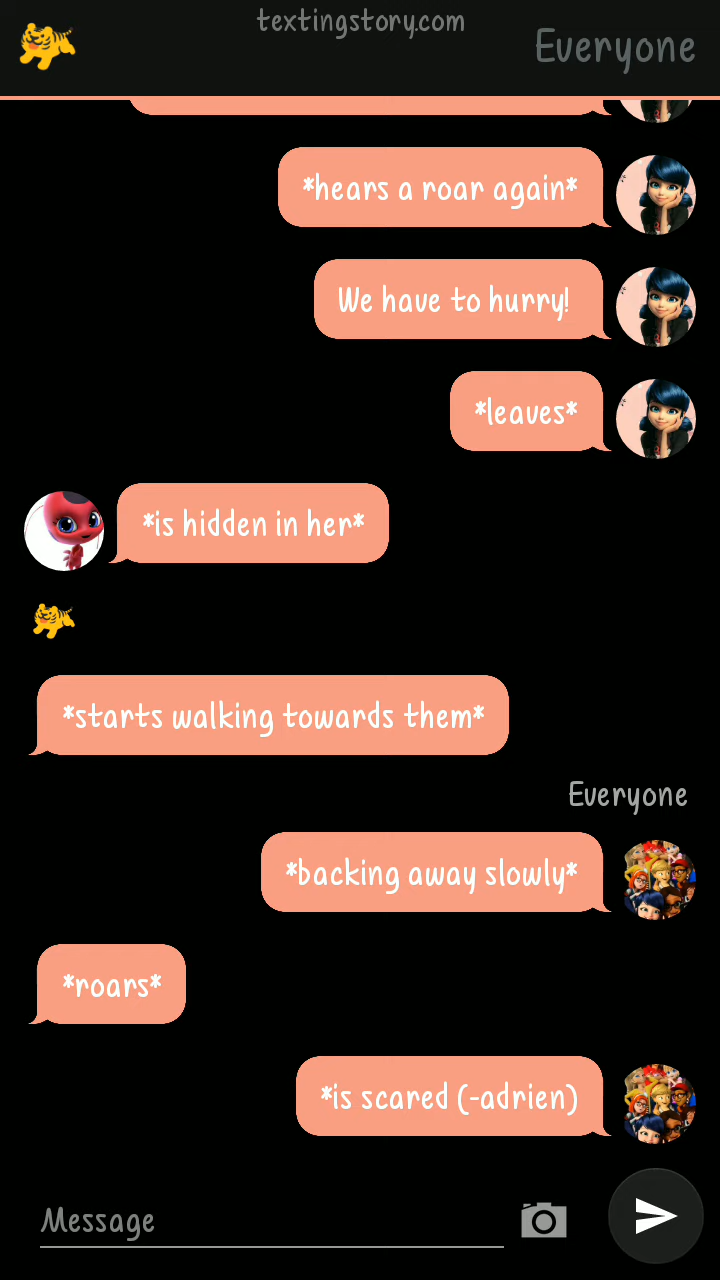 textingstory.com
Everyone
*hears a roar again*
We have to hurry!
*leaves*
*is hidden in her*
*starts walking towards them*
Everyone
*backing away slowly*
*roars*
*is scared (-adrien)
Message